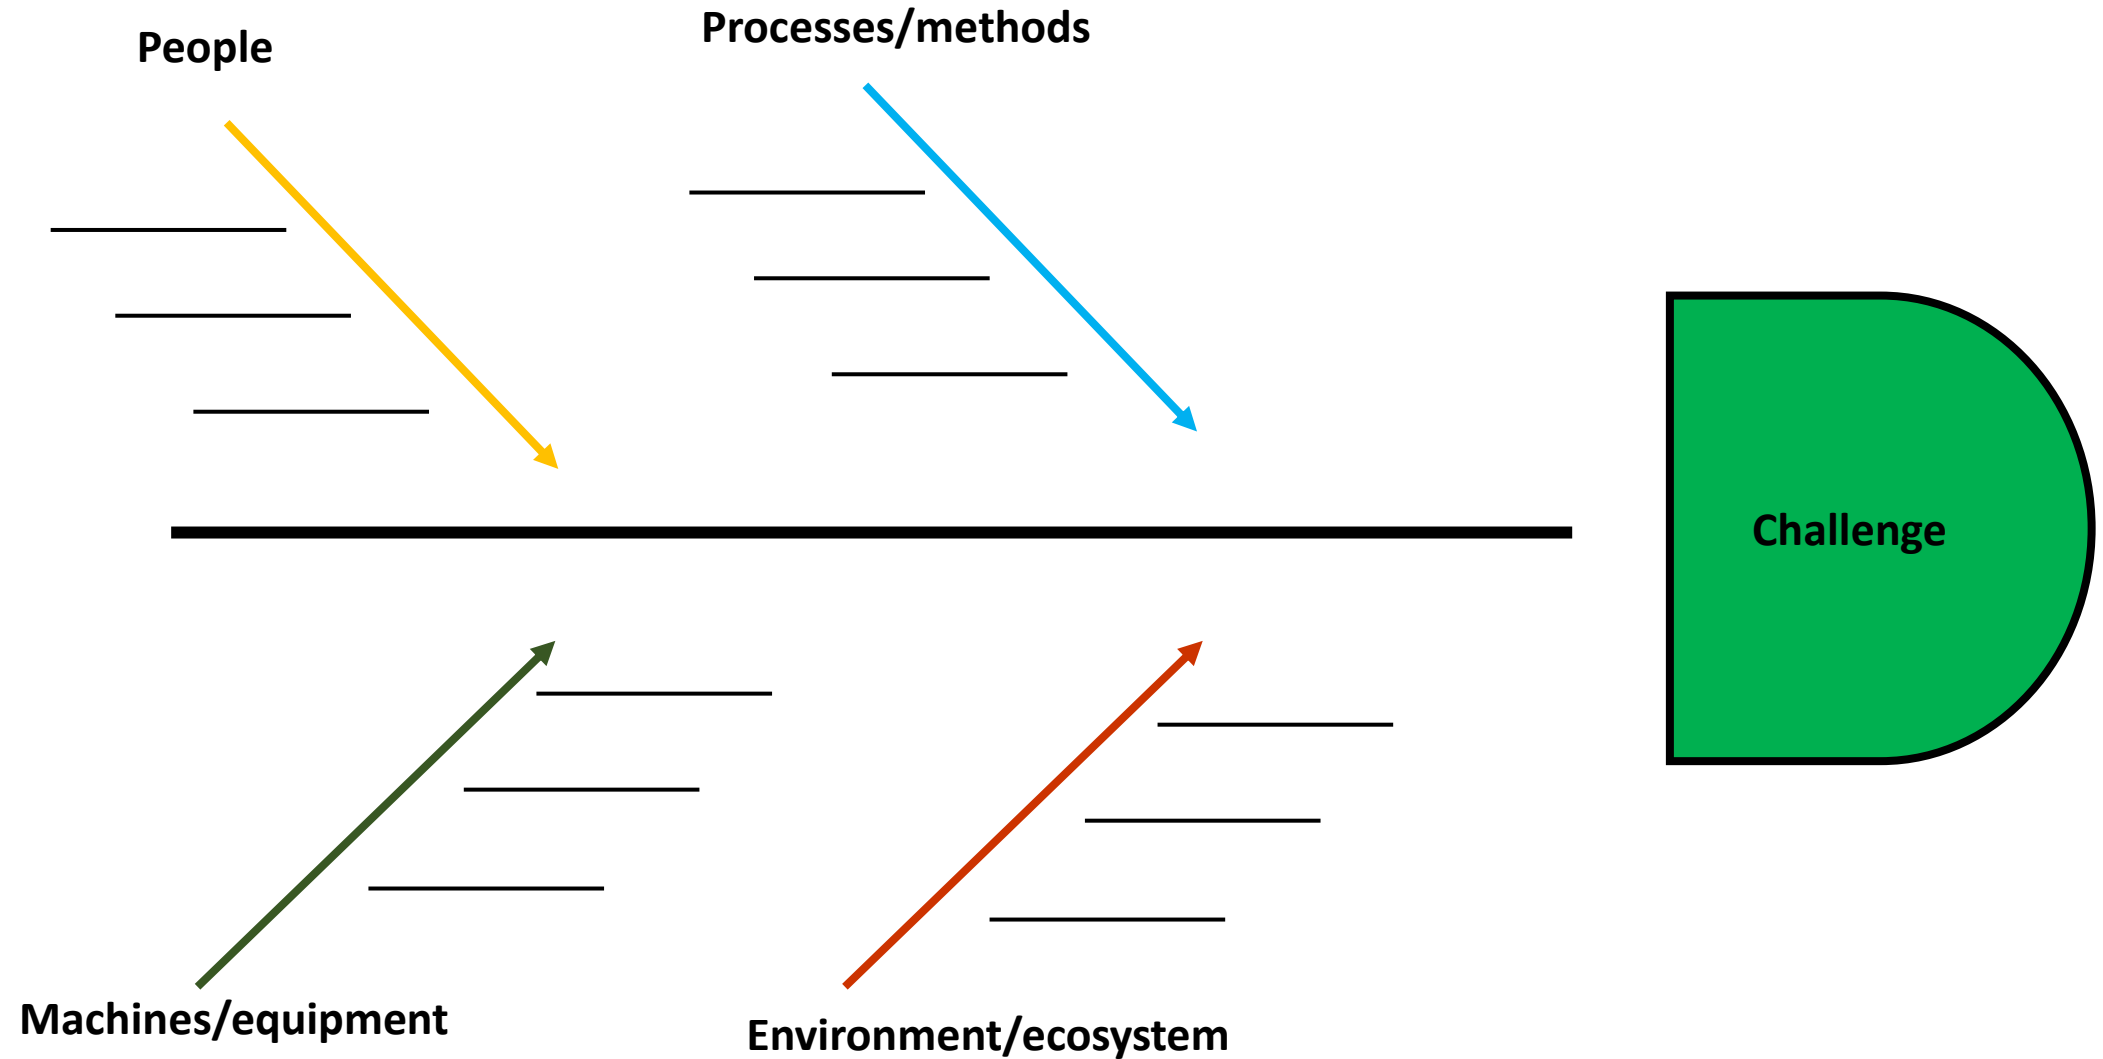 People
Processes/methods
Challenge
Machines/equipment
Environment/ecosystem